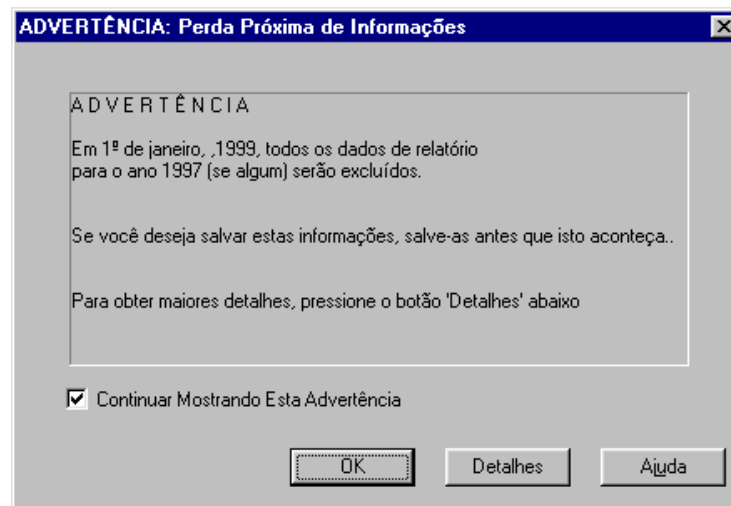 ADVERTÊNCIA: Perda Próxima de Informações
A D V E R T Ê N C I A
Em 1º de janeiro, ,1999, todos os dados de relatório
para o ano 1997 (se algum) serão excluídos.
Se você deseja salvar estas informações, salve-as antes que isto aconteça..
Para obter maiores detalhes, pressione o botão 'Detalhes' abaixo
Continuar Mostrando Esta Advertência
OK Detalhes Ajuda